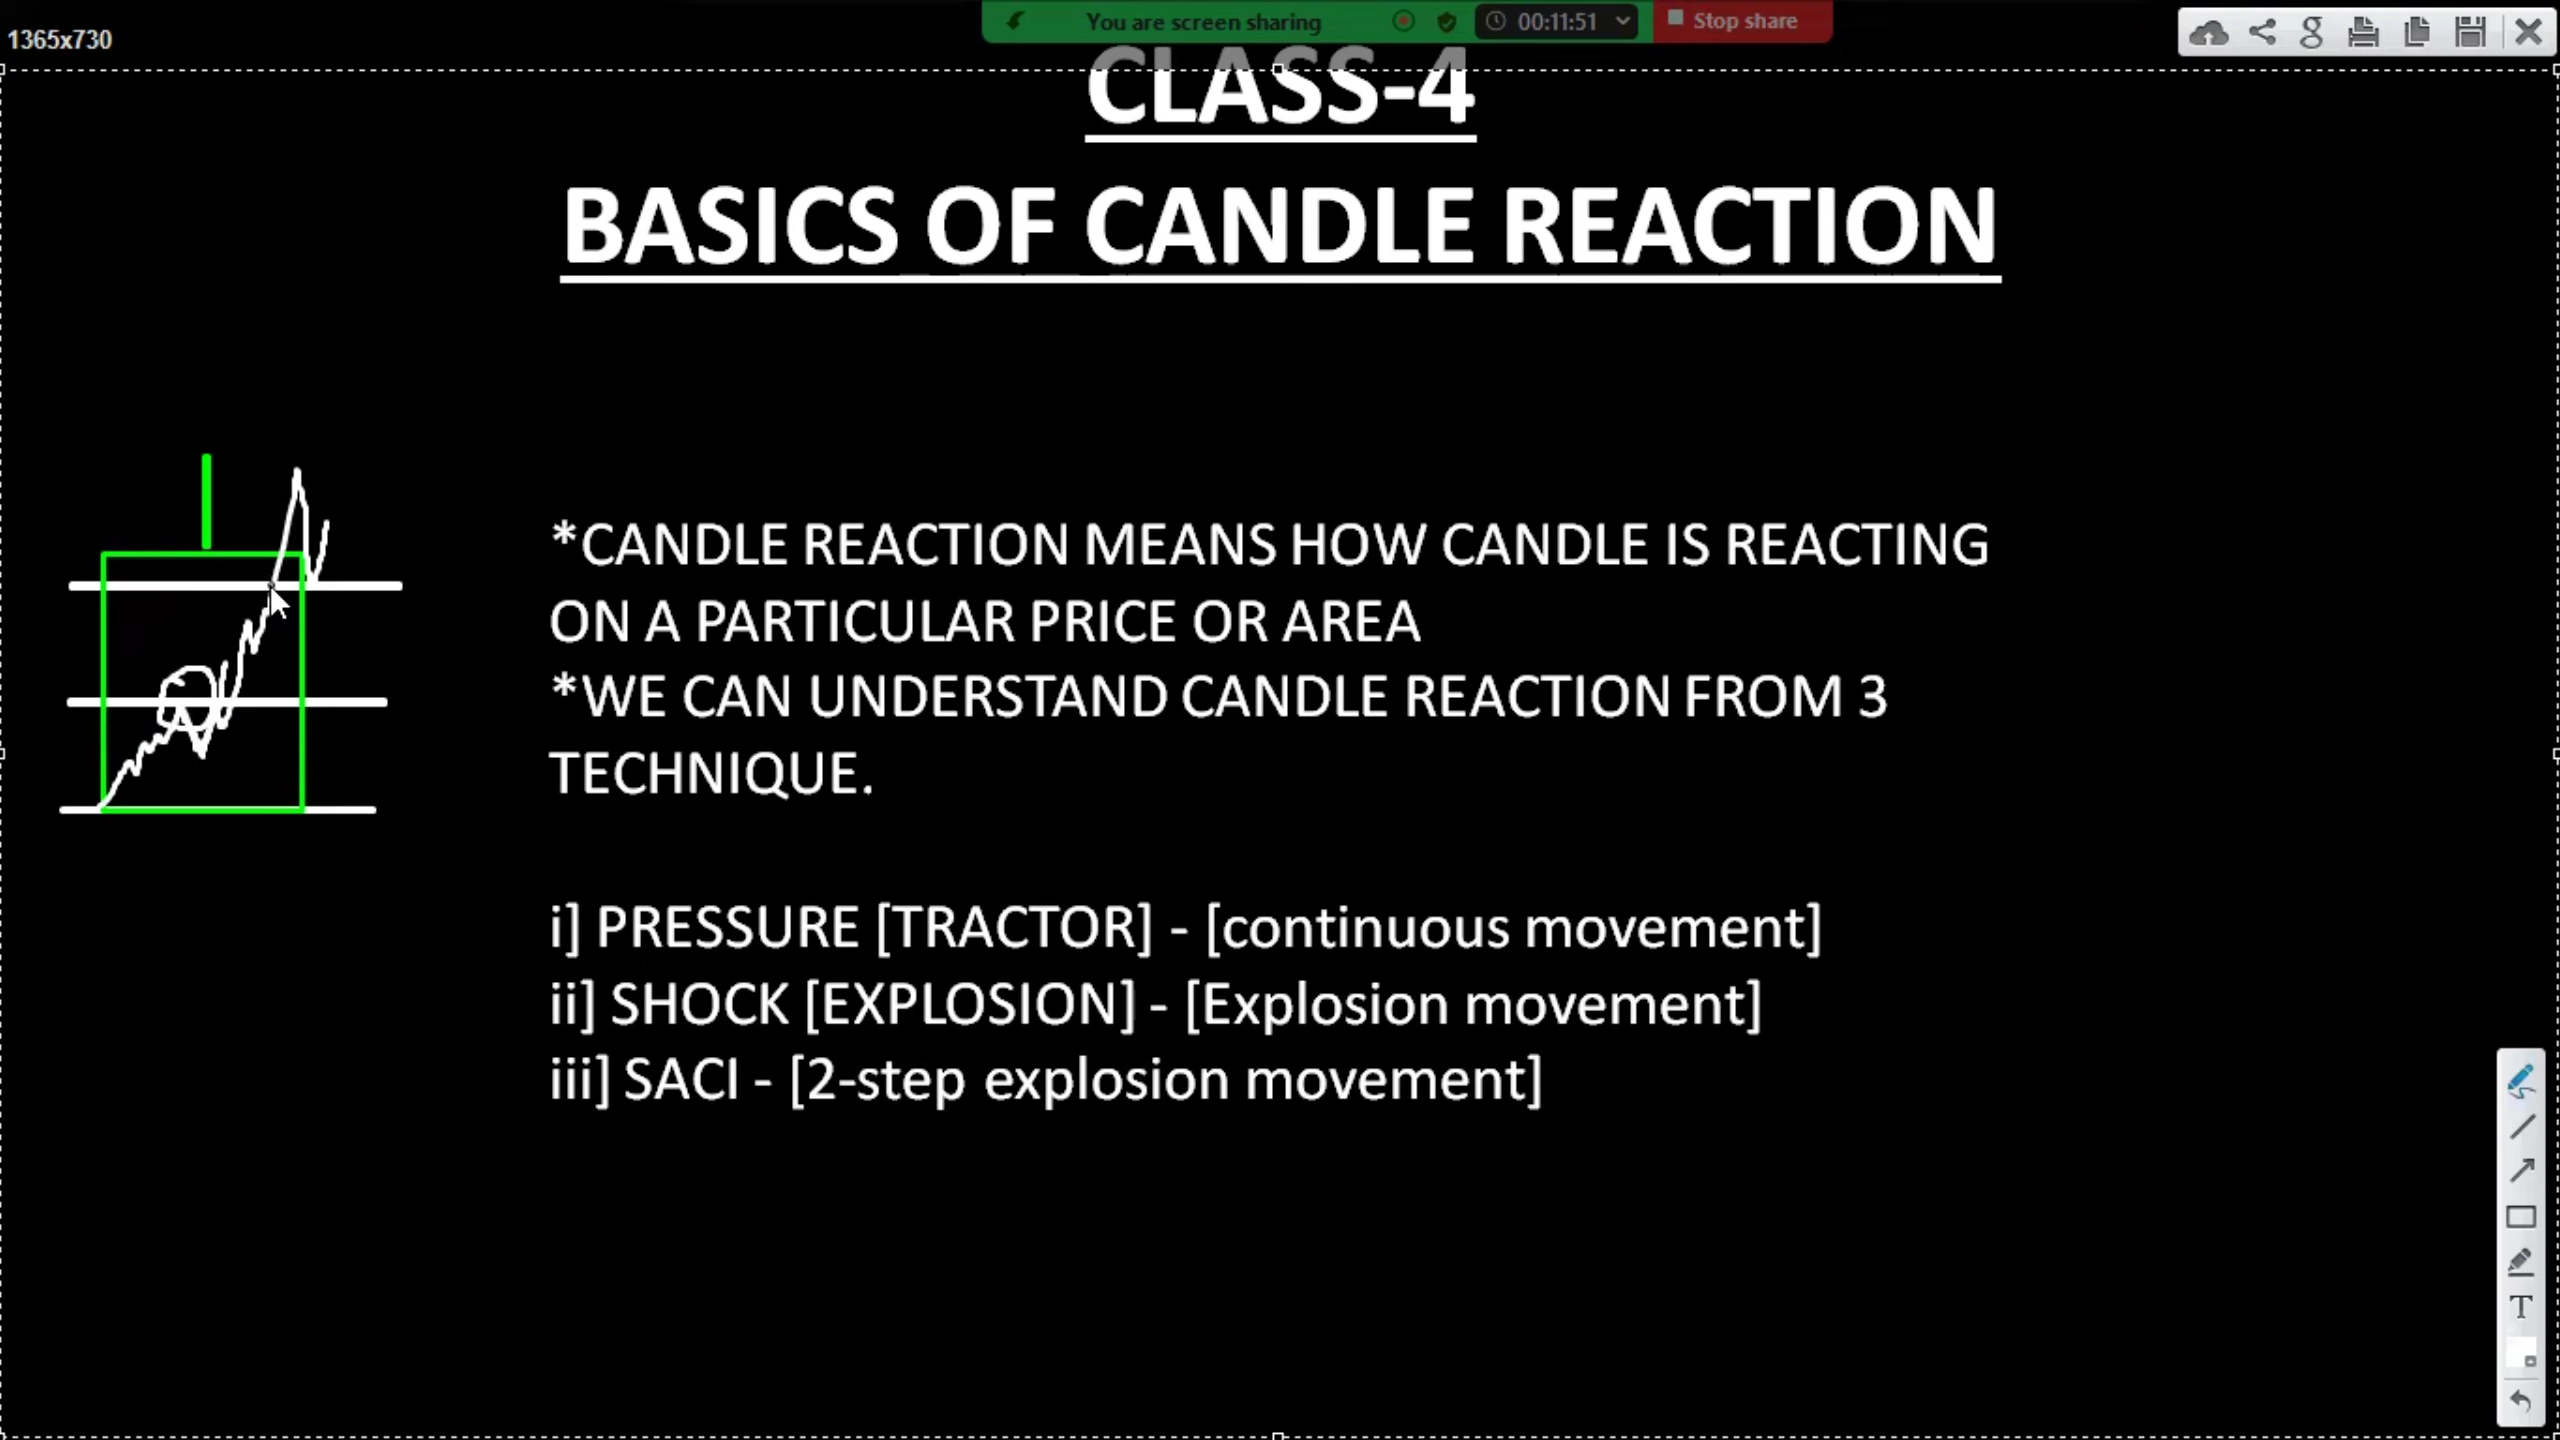 1365x730
You are screen sharing
00:11:51
Stop share
CLASS-4
BASICS OF CANDLE REACTION
*CANDLE REACTION MEANS HOW CANDLE IS REACTING
ON A PARTICULAR PRICE OR AREA
*WE CAN UNDERSTAND CANDLE REACTION FROM 3
TECHNIQUE.
i] PRESSURE [TRACTOR] - [continuous movement]
ii] SHOCK [EXPLOSION] - [Explosion movement]
iii] SACI - [2-step explosion movement]